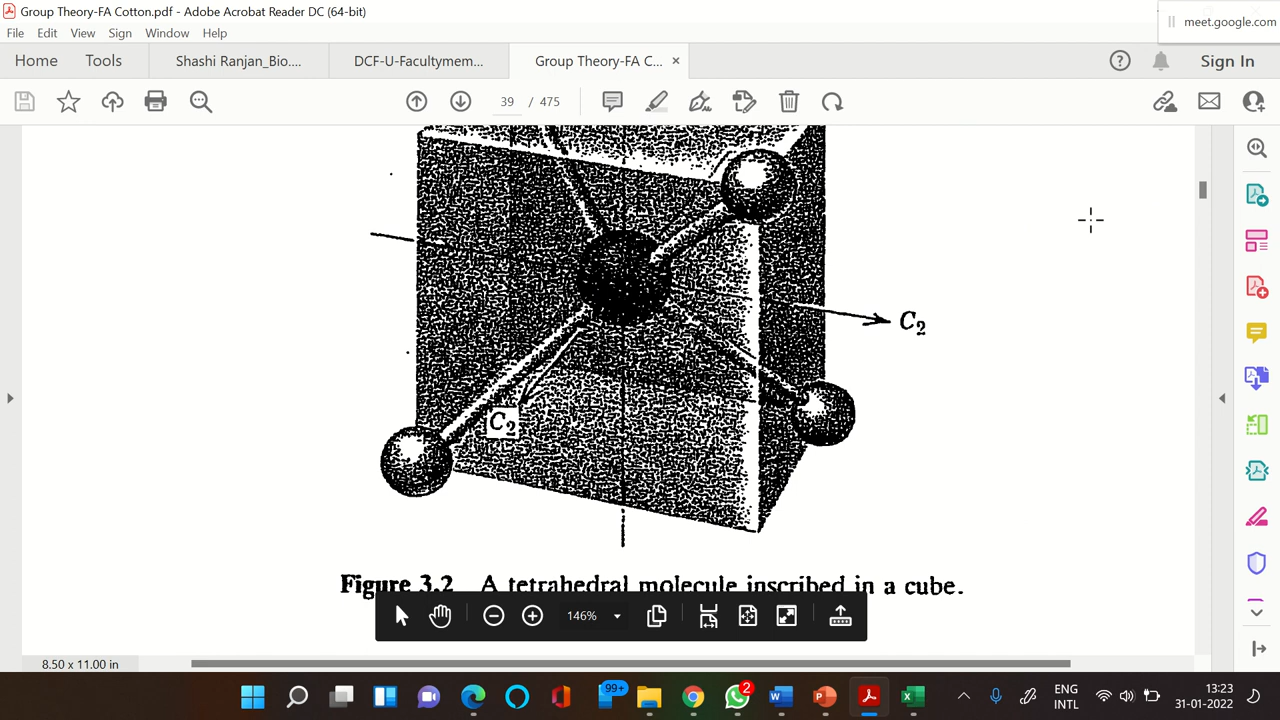 Group Theory-FA Cotton.pdf - Adobe Acrobat Reader DC (64-bit)
meet.google.com
File Edit View Sign Window Help
Home Tools Shashi Ranjan_Bio.... DCF-U-Facultymem... Group Theory-FA C... × Sign In
39 / 475
C2
C2
Figure 3.2 A tetrahedral molecule inscribed in a cube.
146%
8.50 x 11.00 in
99+
2
ENG
INTL
13:23
31-01-2022